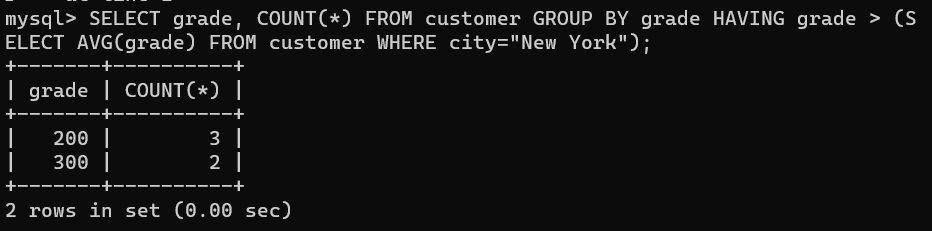 mysql> SELECT grade, COUNT(*) FROM customer GROUP BY grade HAVING grade > (S
ELECT AVG(grade) FROM customer WHERE city="New York");
+-------+----------+
| grade | COUNT(*) |
+-------+----------+
|   200 |        3 |
|   300 |        2 |
+-------+----------+
2 rows in set (0.00 sec)